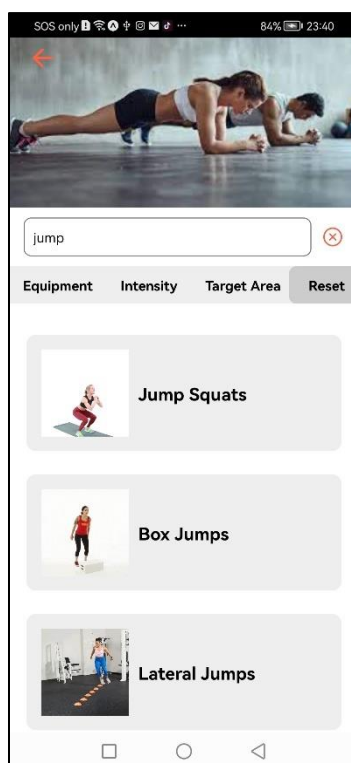 SOS only ... 84% 23:40
jump
Equipment Intensity Target Area Reset
Jump Squats
Box Jumps
Lateral Jumps